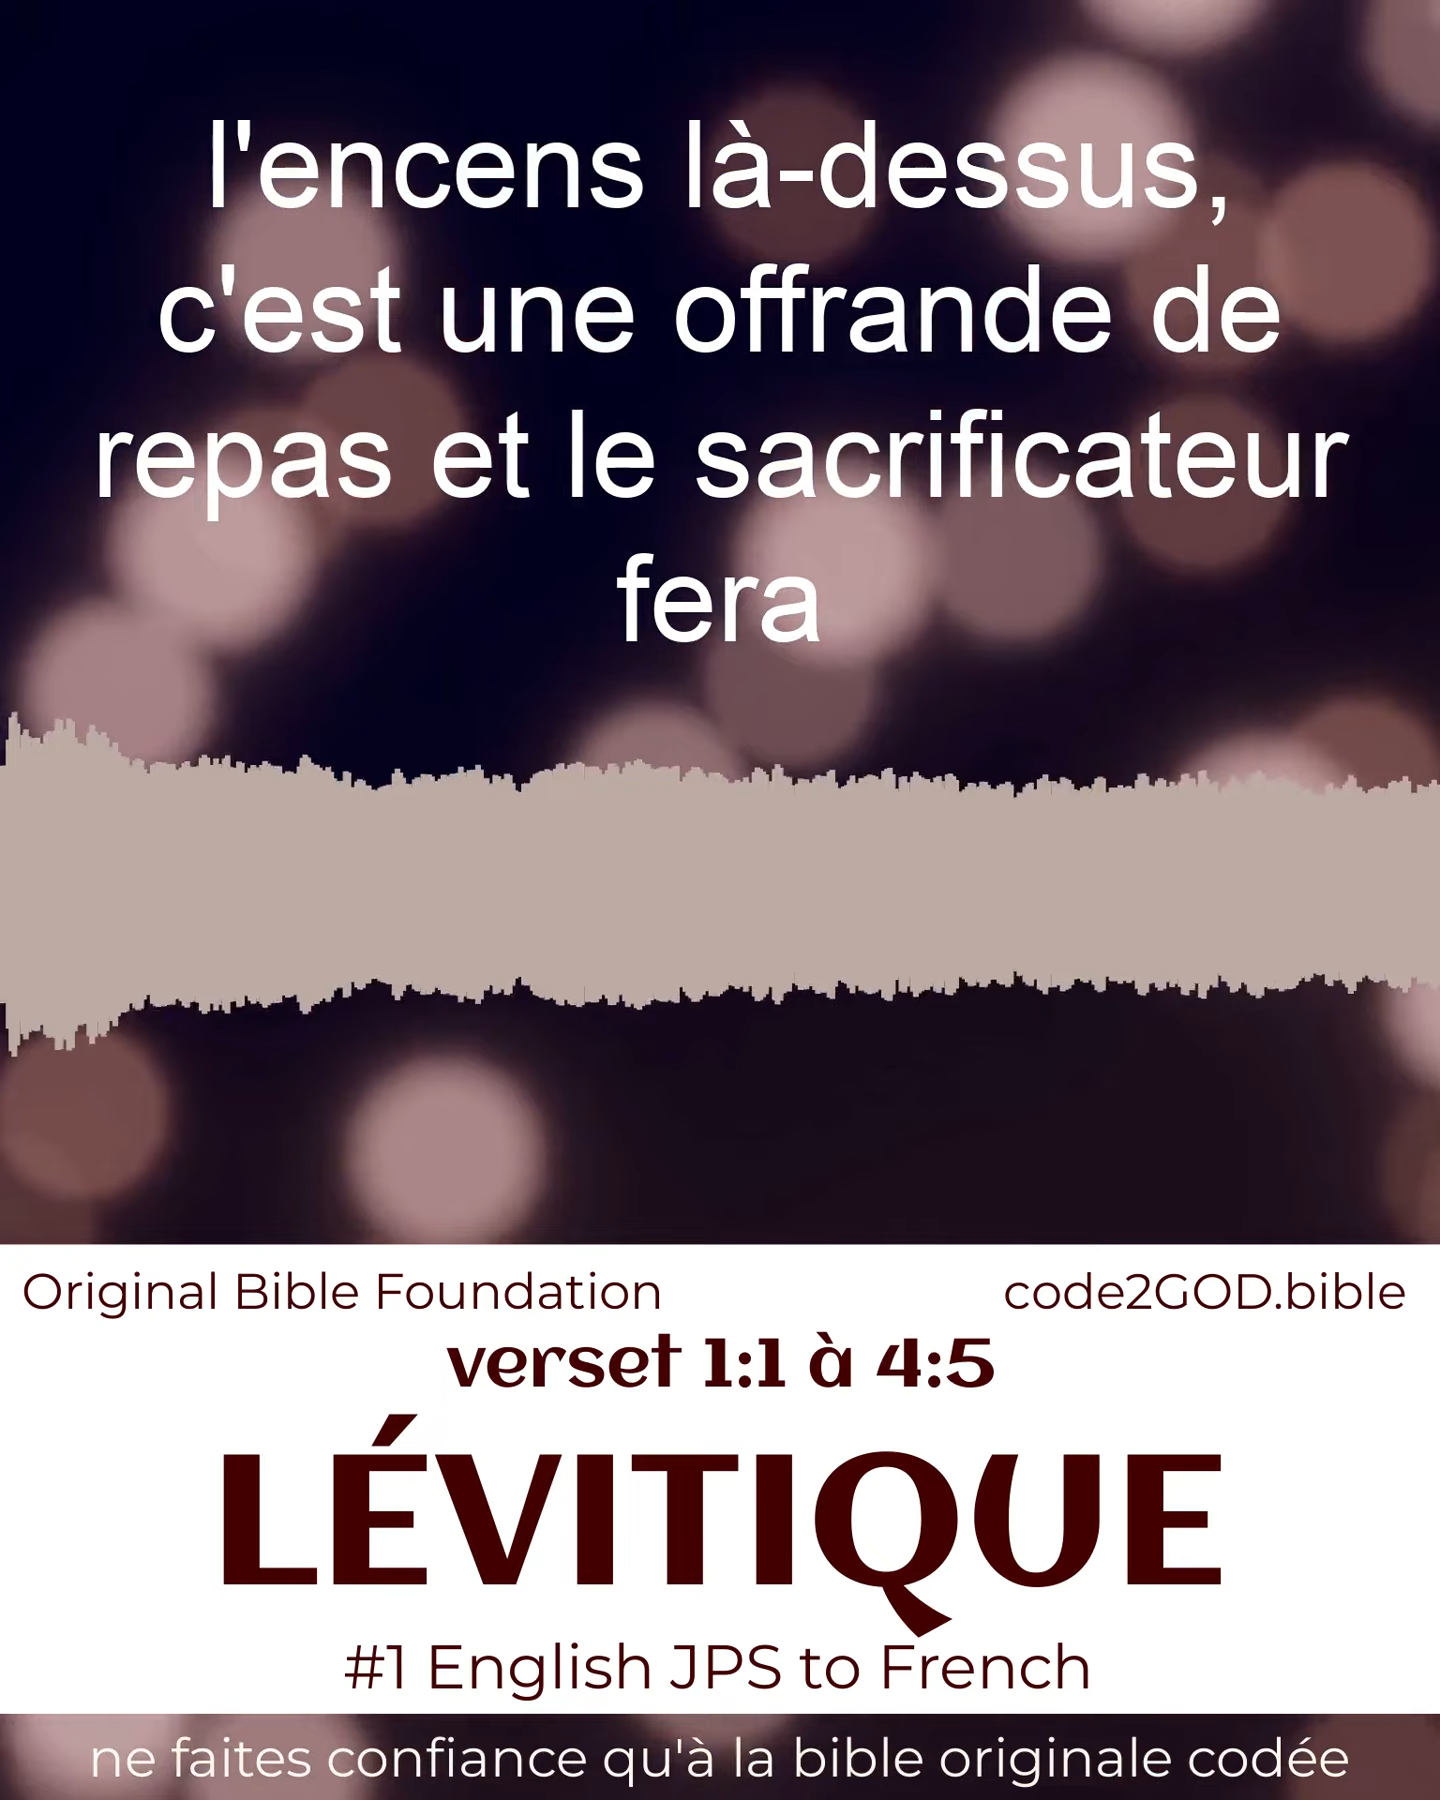 l'encens là-dessus,
c'est une offrande de
repas et le sacrificateur
fera
Original Bible Foundation
code2GOD.bible
verset 1:1 à 4:5
LÉVITIQUE
#1 English JPS to French
ne faites confiance qu'à la bible originale codée